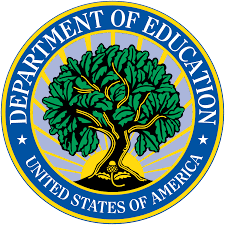 DEPARTMENT OF EDUCATION
UNITED STATES OF AMERICA